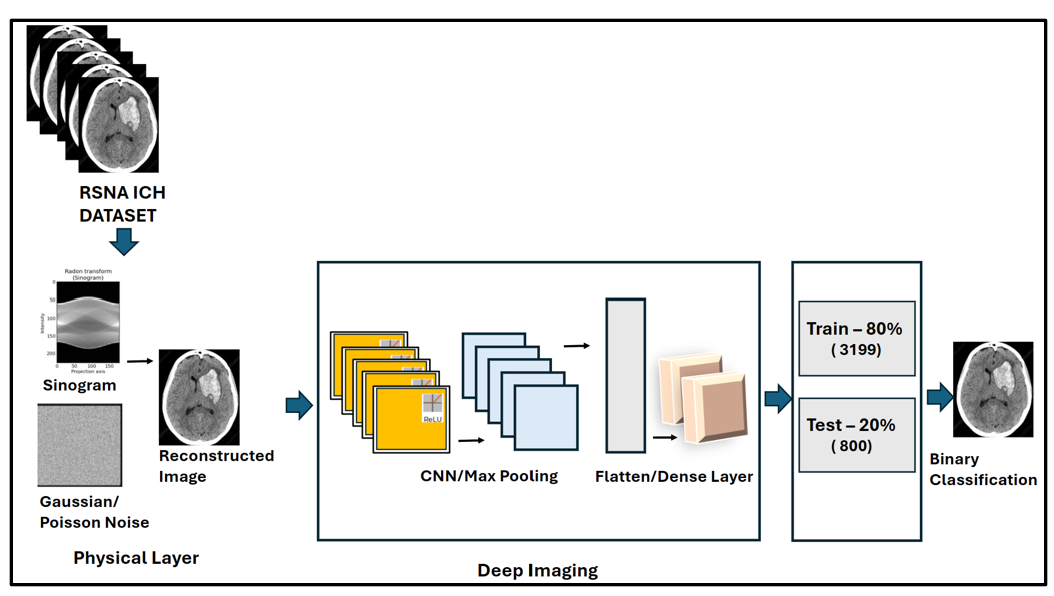 RSNA ICH
DATASET
Radon transform
(Sinogram)
0
50
100
150
200
Intensity
0 50 100 150
Projection axis
Sinogram
Reconstructed
Image
Gaussian/
Poisson Noise
Physical Layer
ReLU
CNN/Max Pooling
Flatten/Dense Layer
Deep Imaging
Train – 80%
( 3199)
Test – 20%
( 800)
Binary
Classification